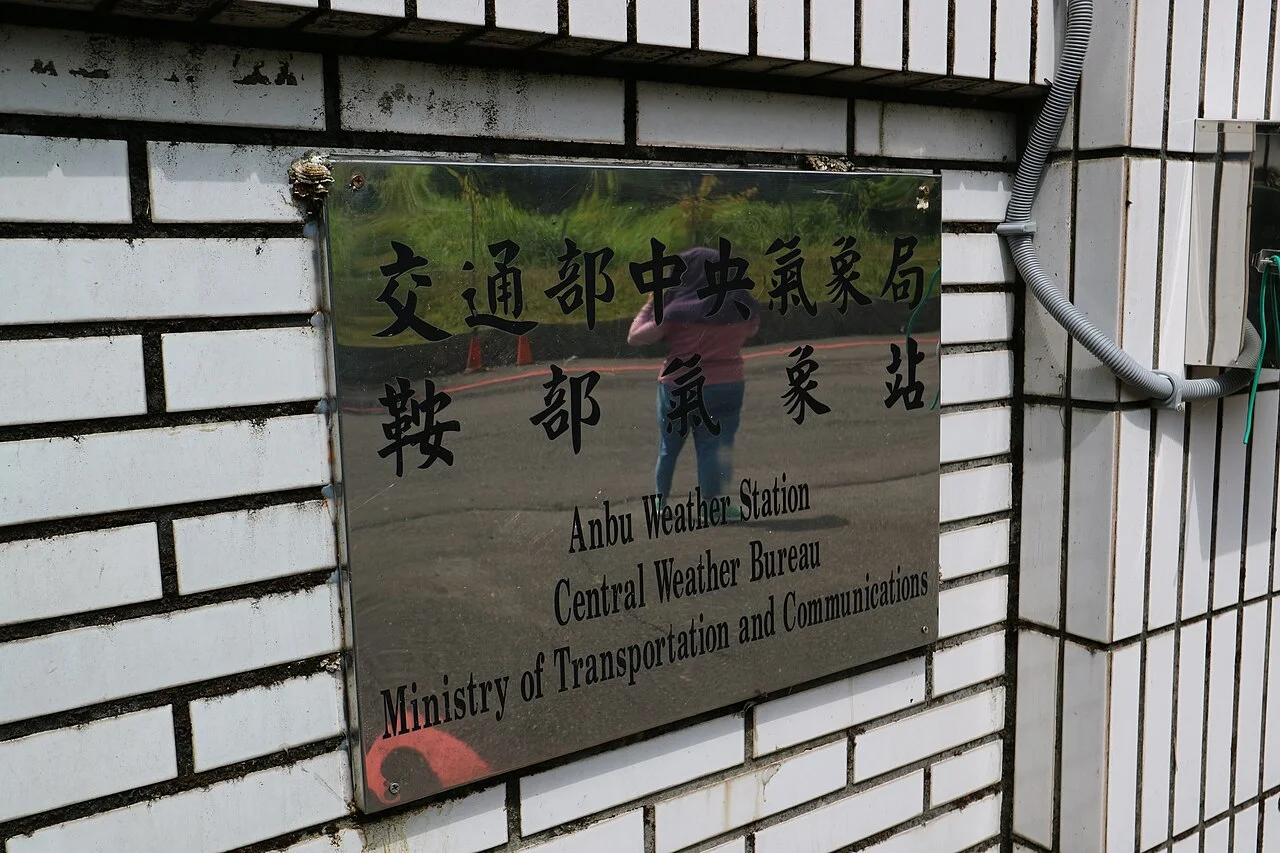 交通部中央氣象局
鞍部氣象站
Anbu Weather Station
Central Weather Bureau
Ministry of Transportation and Communications